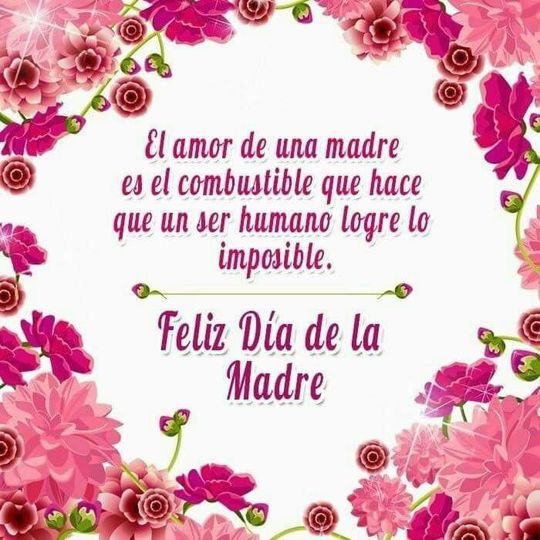 El amor de una madre
es el combustible que hace
que un ser humano logre lo
imposible.
Feliz Día de la
Madre